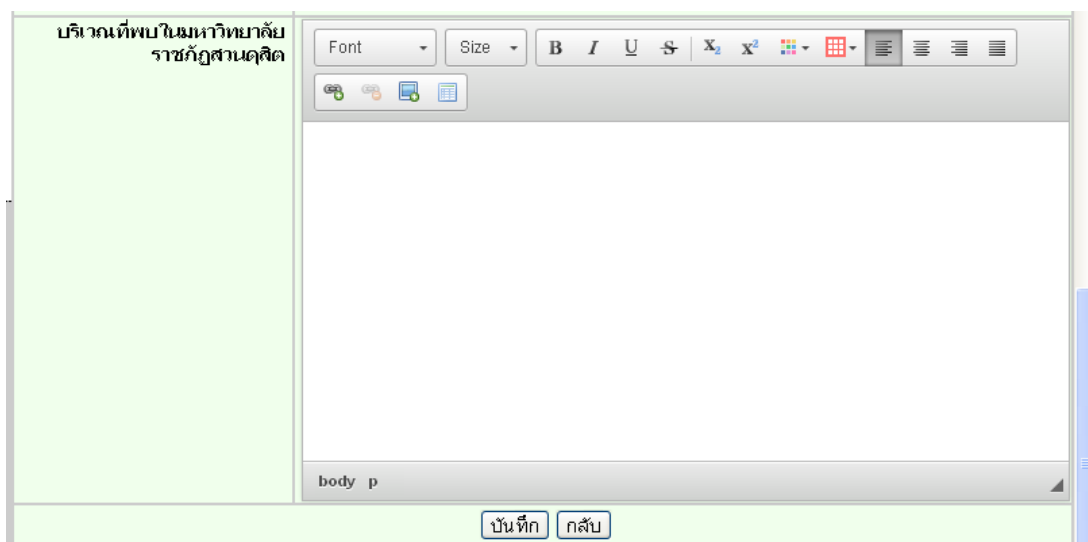 บริเวณที่พบในมหาวิทยาลัย
ราชภัฏสวนดุสิต
Font Size B I U S X₂ x²
body p
บันทึก กลับ